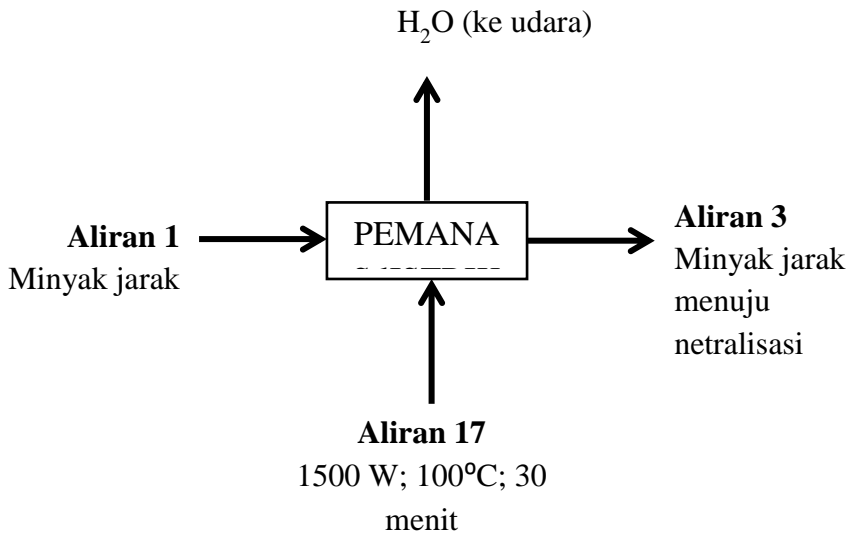 H₂O (ke udara)
Aliran 1
Minyak jarak
PEMANA
Aliran 3
Minyak jarak
menuju
netralisasi
Aliran 17
1500 W; 100⁰C; 30
menit